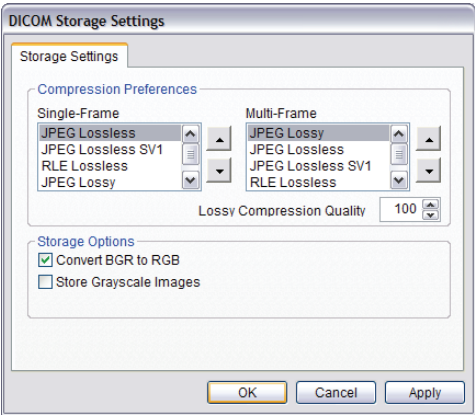 DICOM Storage Settings
Storage Settings
Compression Preferences
Single-Frame
JPEG Lossless
JPEG Lossless SV1
RLE Lossless
JPEG Lossy
Multi-Frame
JPEG Lossy
JPEG Lossless
JPEG Lossless SV1
RLE Lossless
Lossy Compression Quality 100
Storage Options
Convert BGR to RGB
Store Grayscale Images
OK Cancel Apply